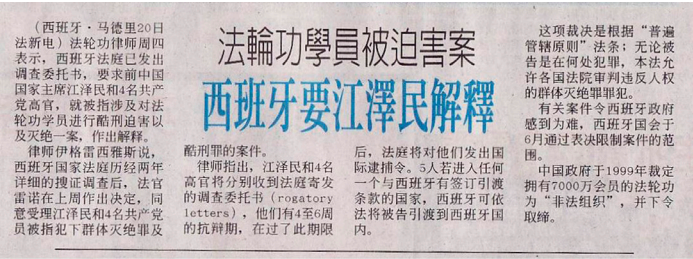 法輪功學員被迫害案
西班牙要江澤民解釋
（西班牙·马德里20日
法新电）法轮功律师周四
表示，西班牙法庭已发出
调查委托书，要求前中国
国家主席江泽民和4名共产
党高官，就被指涉及对法
轮功学员进行酷刑迫害以
及灭绝一案，作出解释。
律师伊格雷西雅斯说，
西班牙国家法庭历经两年
详细的搜证调查后，法官
雷诺在上周作出决定，同
意受理江泽民和4名共产党
员被指犯下群体灭绝罪及
酷刑罪的案件。
律师指出，江泽民和4名
高官将分别收到法庭寄发
的调查委托书（rogatory
letters），他们有4至6周
的抗辩期，在过了此期限
后，法庭将对他们发出国
际逮捕令。5人若进入任何
一个与西班牙有签订引渡
条款的国家，西班牙可依
法将被告引渡到西班牙国
内。
这项裁决是根据“普遍
管辖原则”法条；无论被
告是在何处犯罪，本法允
许各国法院审判违反人权
的群体灭绝罪罪犯。
有关案件令西班牙政府
感到为难，西班牙国会于
6月通过表决限制案件的范
围。
中国政府于1999年裁定
拥有7000万会员的法轮功
为“非法组织”，并下令
取缔。